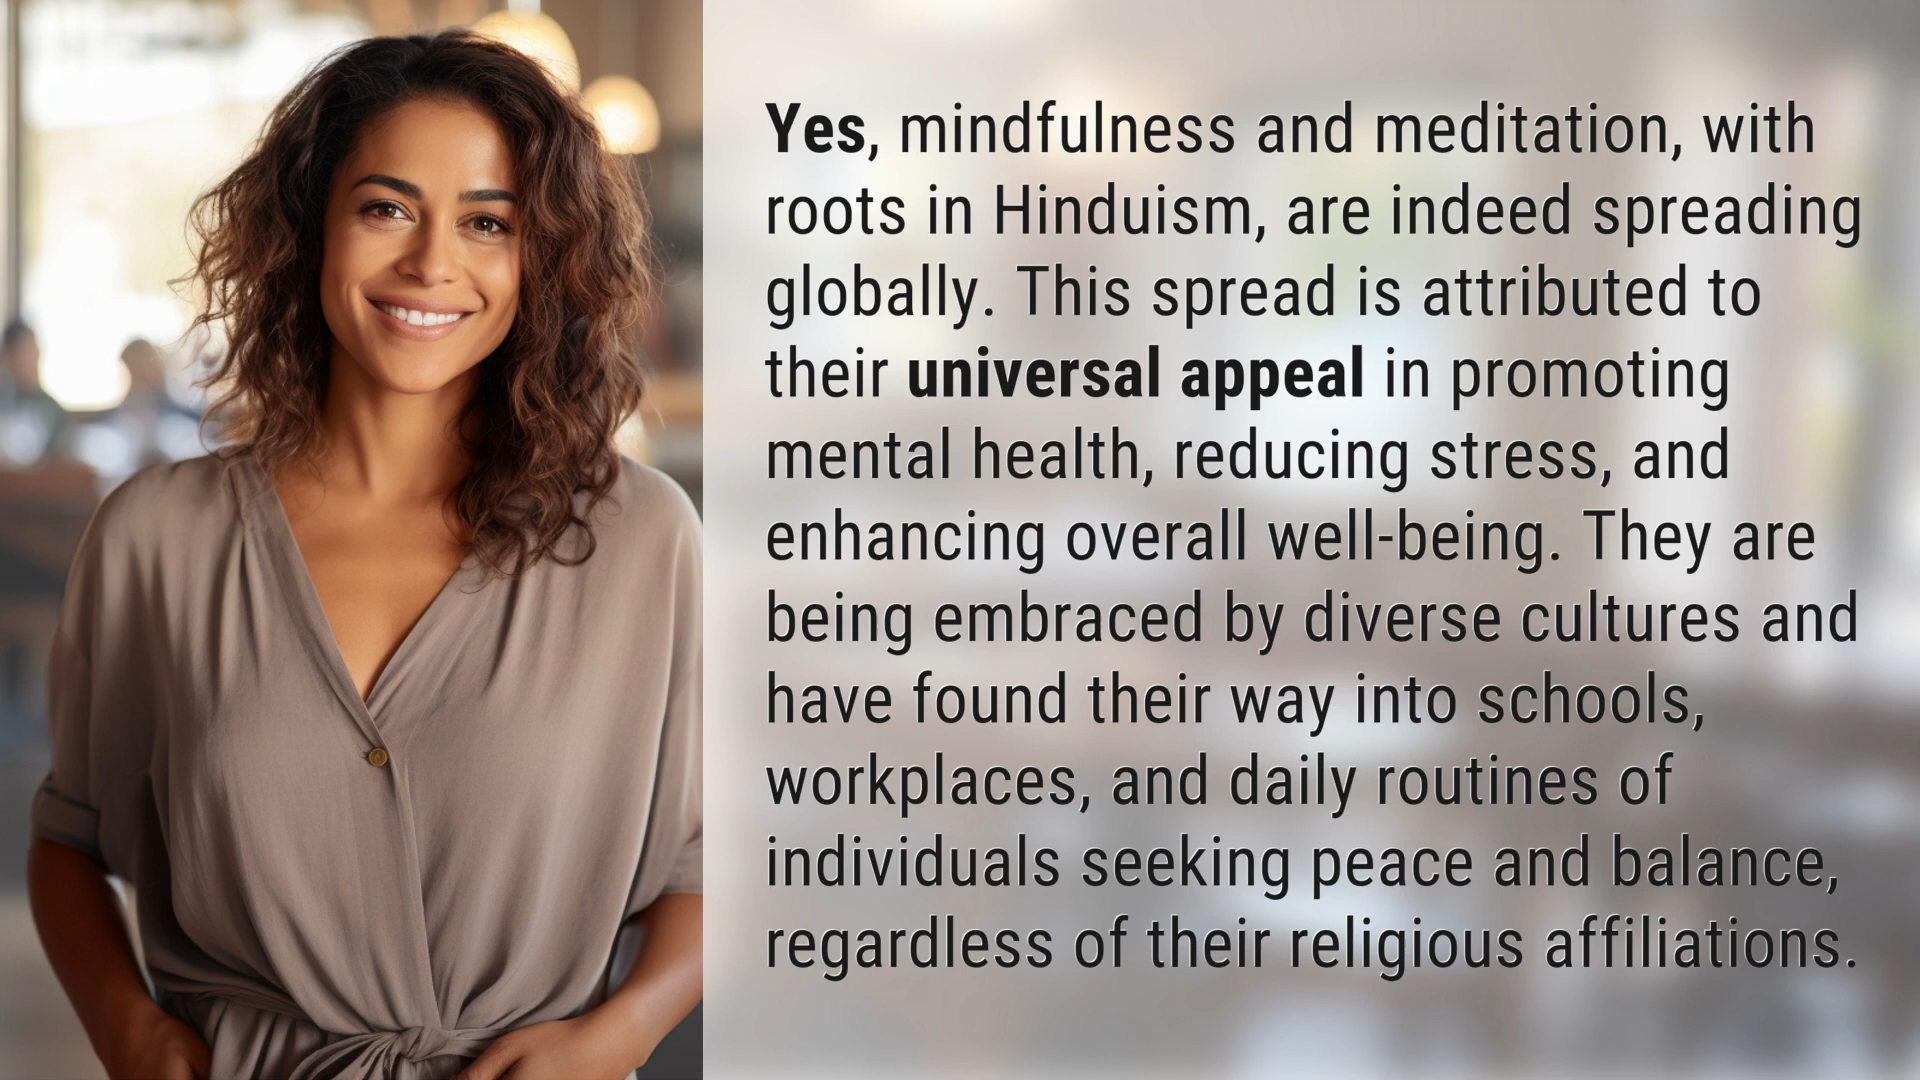 Yes, mindfulness and meditation, with
roots in Hinduism, are indeed spreading
globally. This spread is attributed to
their universal appeal in promoting
mental health, reducing stress, and
enhancing overall well-being. They are
being embraced by diverse cultures and
have found their way into schools,
workplaces, and daily routines of
individuals seeking peace and balance,
regardless of their religious affiliations.